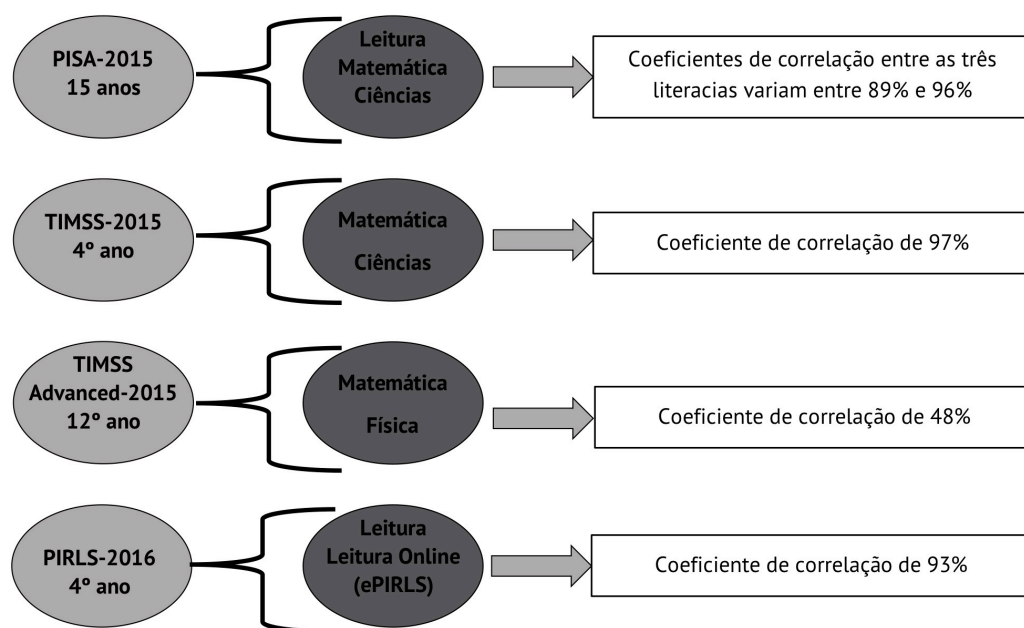 PISA-2015
15 anos
Leitura
Matemática
Ciências
Coeficientes de correlação entre as três
literacias variam entre 89% e 96%
TIMSS-2015
4º ano
Matemática
Ciências
Coeficiente de correlação de 97%
TIMSS
Advanced-2015
12º ano
Matemática
Física
Coeficiente de correlação de 48%
PIRLS-2016
4º ano
Leitura
Leitura Online
(ePIRLS)
Coeficiente de correlação de 93%